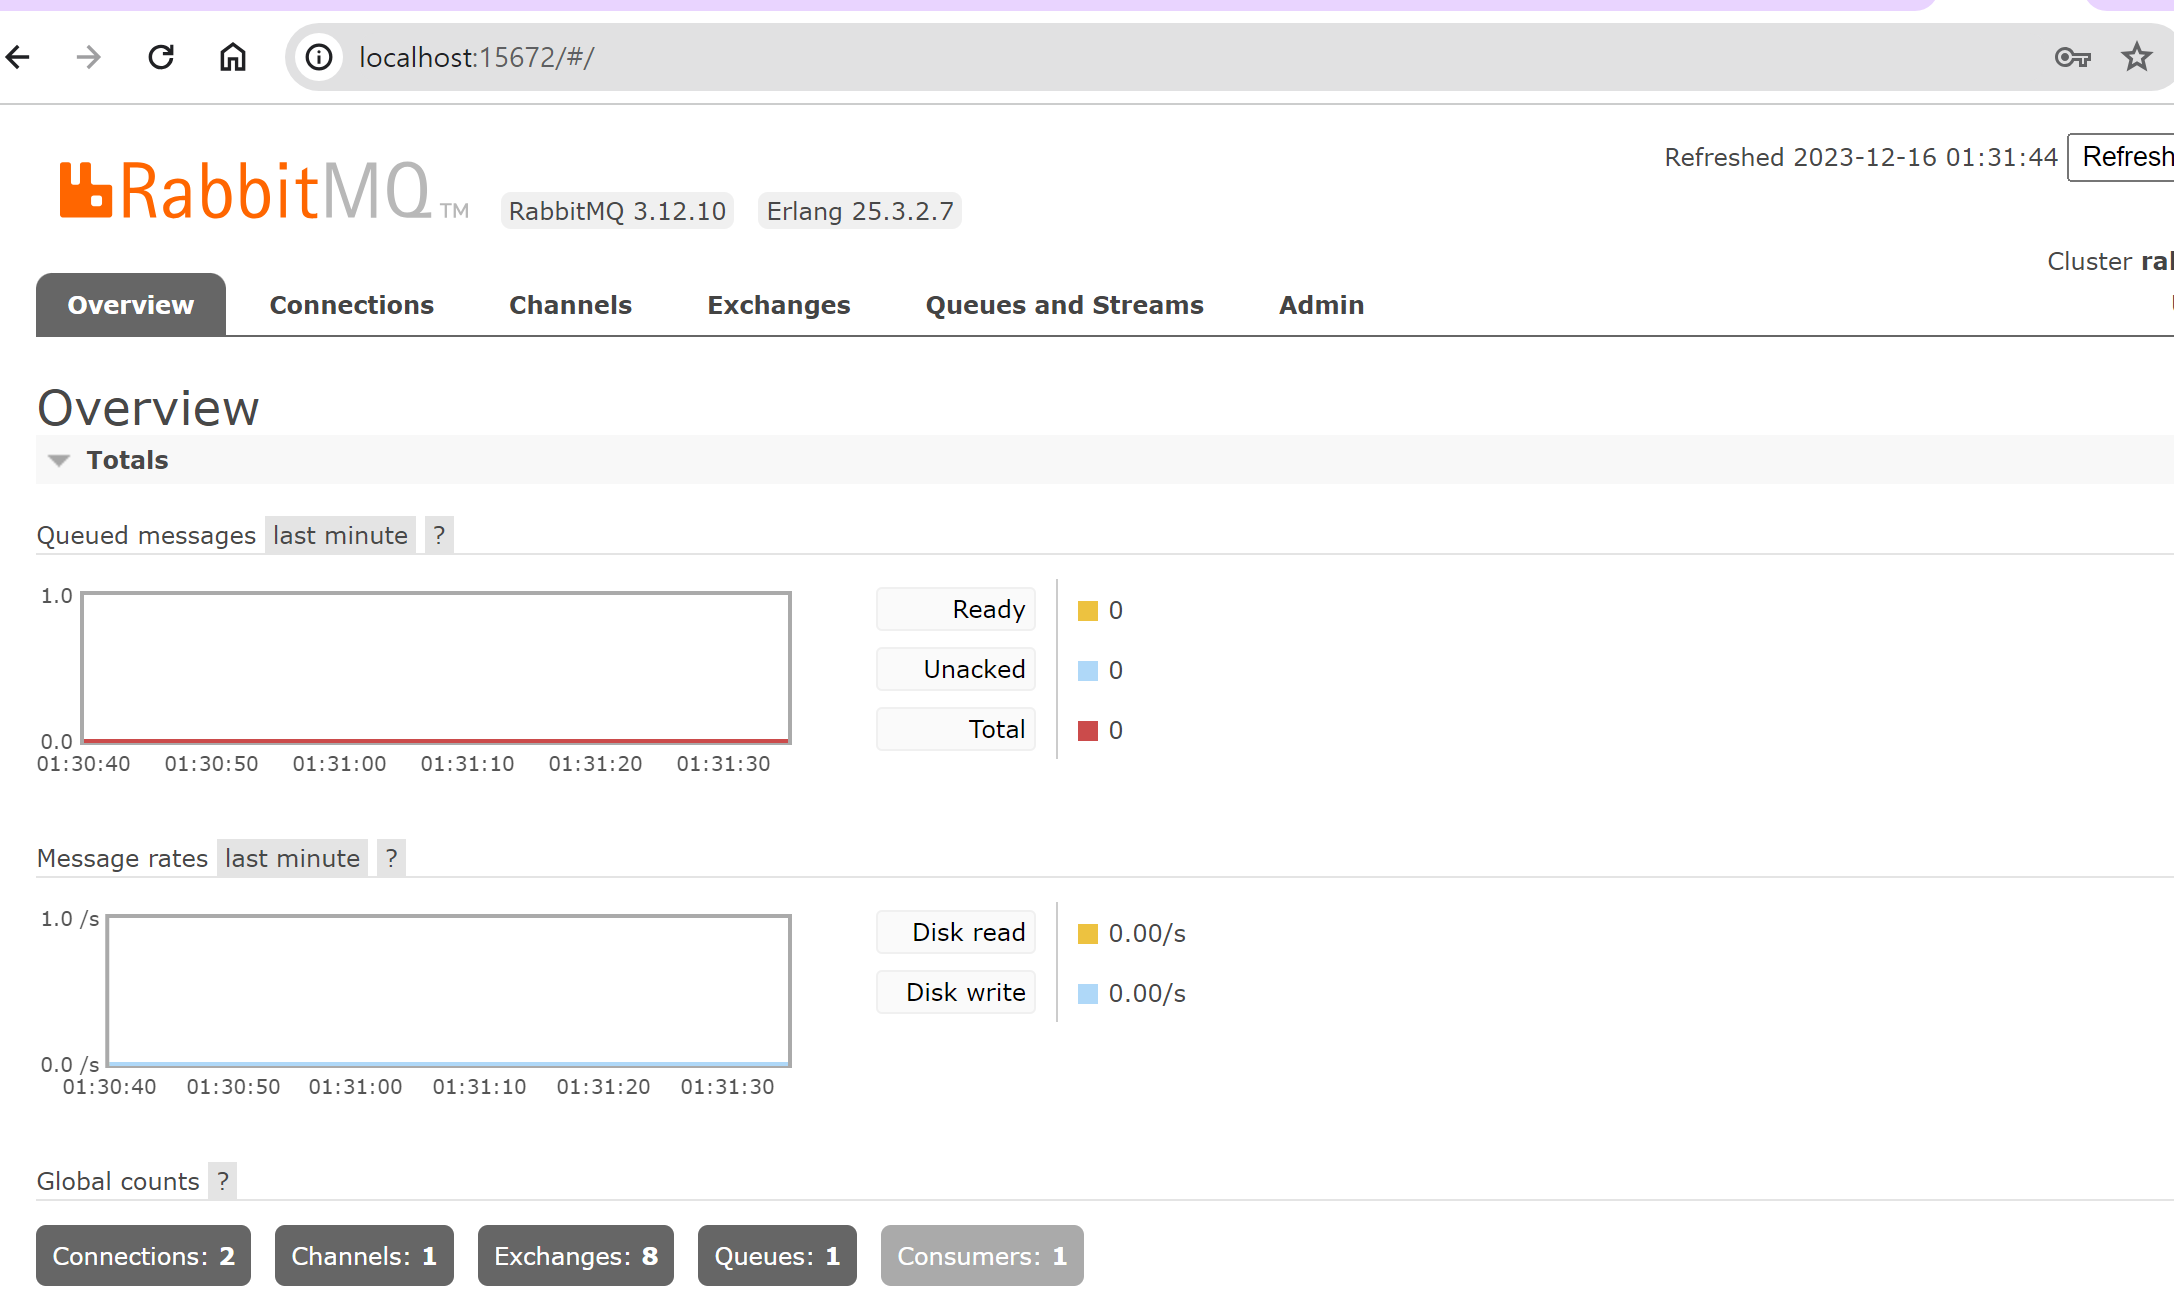 localhost:15672/#/
RabbitMQ TM RabbitMQ 3.12.10 Erlang 25.3.2.7
Refreshed 2023-12-16 01:31:44 Refresh
Cluster
Overview Connections Channels Exchanges Queues and Streams Admin
Overview
Totals
Queued messages last minute ?
1.0
0.0
01:30:40 01:30:50 01:31:00 01:31:10 01:31:20 01:31:30
Ready 0
Unacked 0
Total 0
Message rates last minute ?
1.0 /s
0.0 /s
01:30:40 01:30:50 01:31:00 01:31:10 01:31:20 01:31:30
Disk read 0.00/s
Disk write 0.00/s
Global counts ?
Connections: 2 Channels: 1 Exchanges: 8 Queues: 1 Consumers: 1